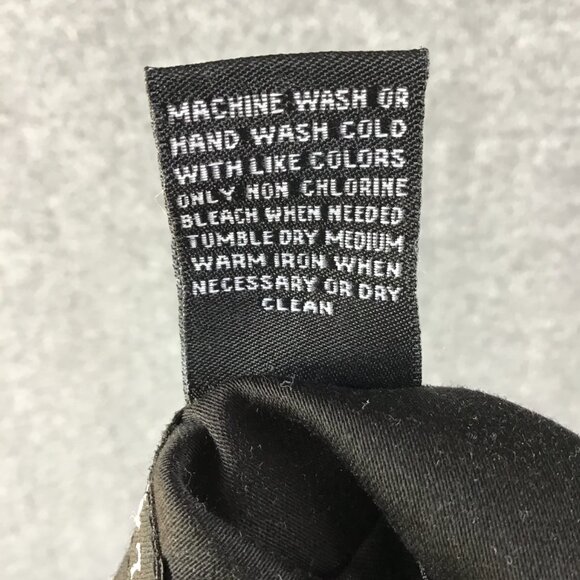 MACHINE WASH OR
HAND WASH COLD
WITH LIKE COLORS
ONLY NON CHLORINE
BLEACH WHEN NEEDED
TUMBLE DRY MEDIUM
WARM IRON WHEN
NECESSARY OR DRY
CLEAN